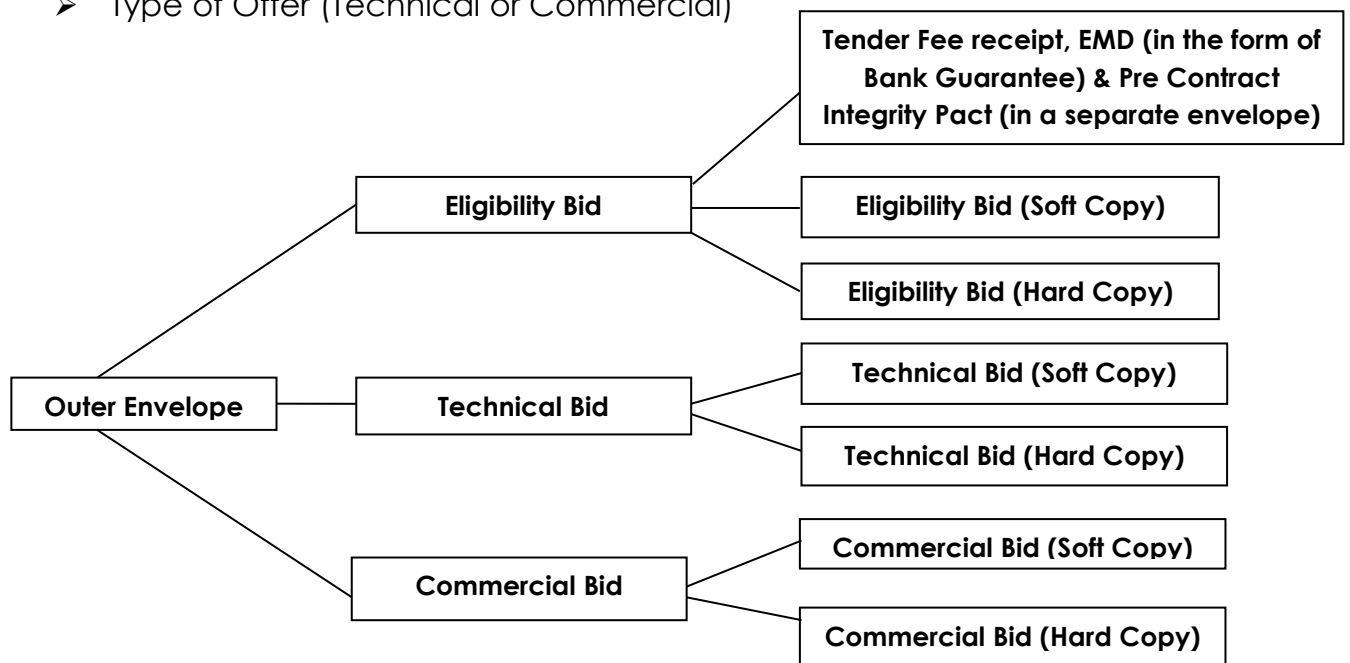 ➢ Type of Offer (Technical or Commercial)
Tender Fee receipt, EMD (in the form of
Bank Guarantee) & Pre Contract
Integrity Pact (in a separate envelope)
Eligibility Bid
Eligibility Bid (Soft Copy)
Eligibility Bid (Hard Copy)
Outer Envelope
Technical Bid
Technical Bid (Soft Copy)
Technical Bid (Hard Copy)
Commercial Bid
Commercial Bid (Soft Copy)
Commercial Bid (Hard Copy)